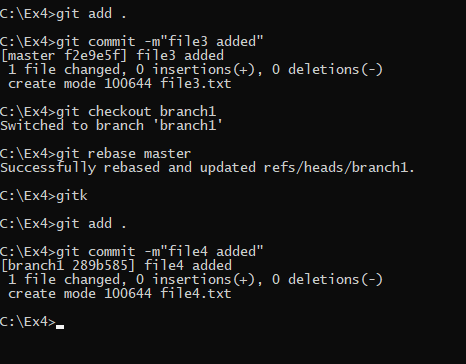 C:\Ex4>git add .
C:\Ex4>git commit -m"file3 added"
[master f2e9e5f] file3 added
 1 file changed, 0 insertions(+), 0 deletions(-)
 create mode 100644 file3.txt
C:\Ex4>git checkout branch1
Switched to branch 'branch1'
C:\Ex4>git rebase master
Successfully rebased and updated refs/heads/branch1.
C:\Ex4>gitk
C:\Ex4>git add .
C:\Ex4>git commit -m"file4 added"
[branch1 289b585] file4 added
 1 file changed, 0 insertions(+), 0 deletions(-)
 create mode 100644 file4.txt
C:\Ex4>